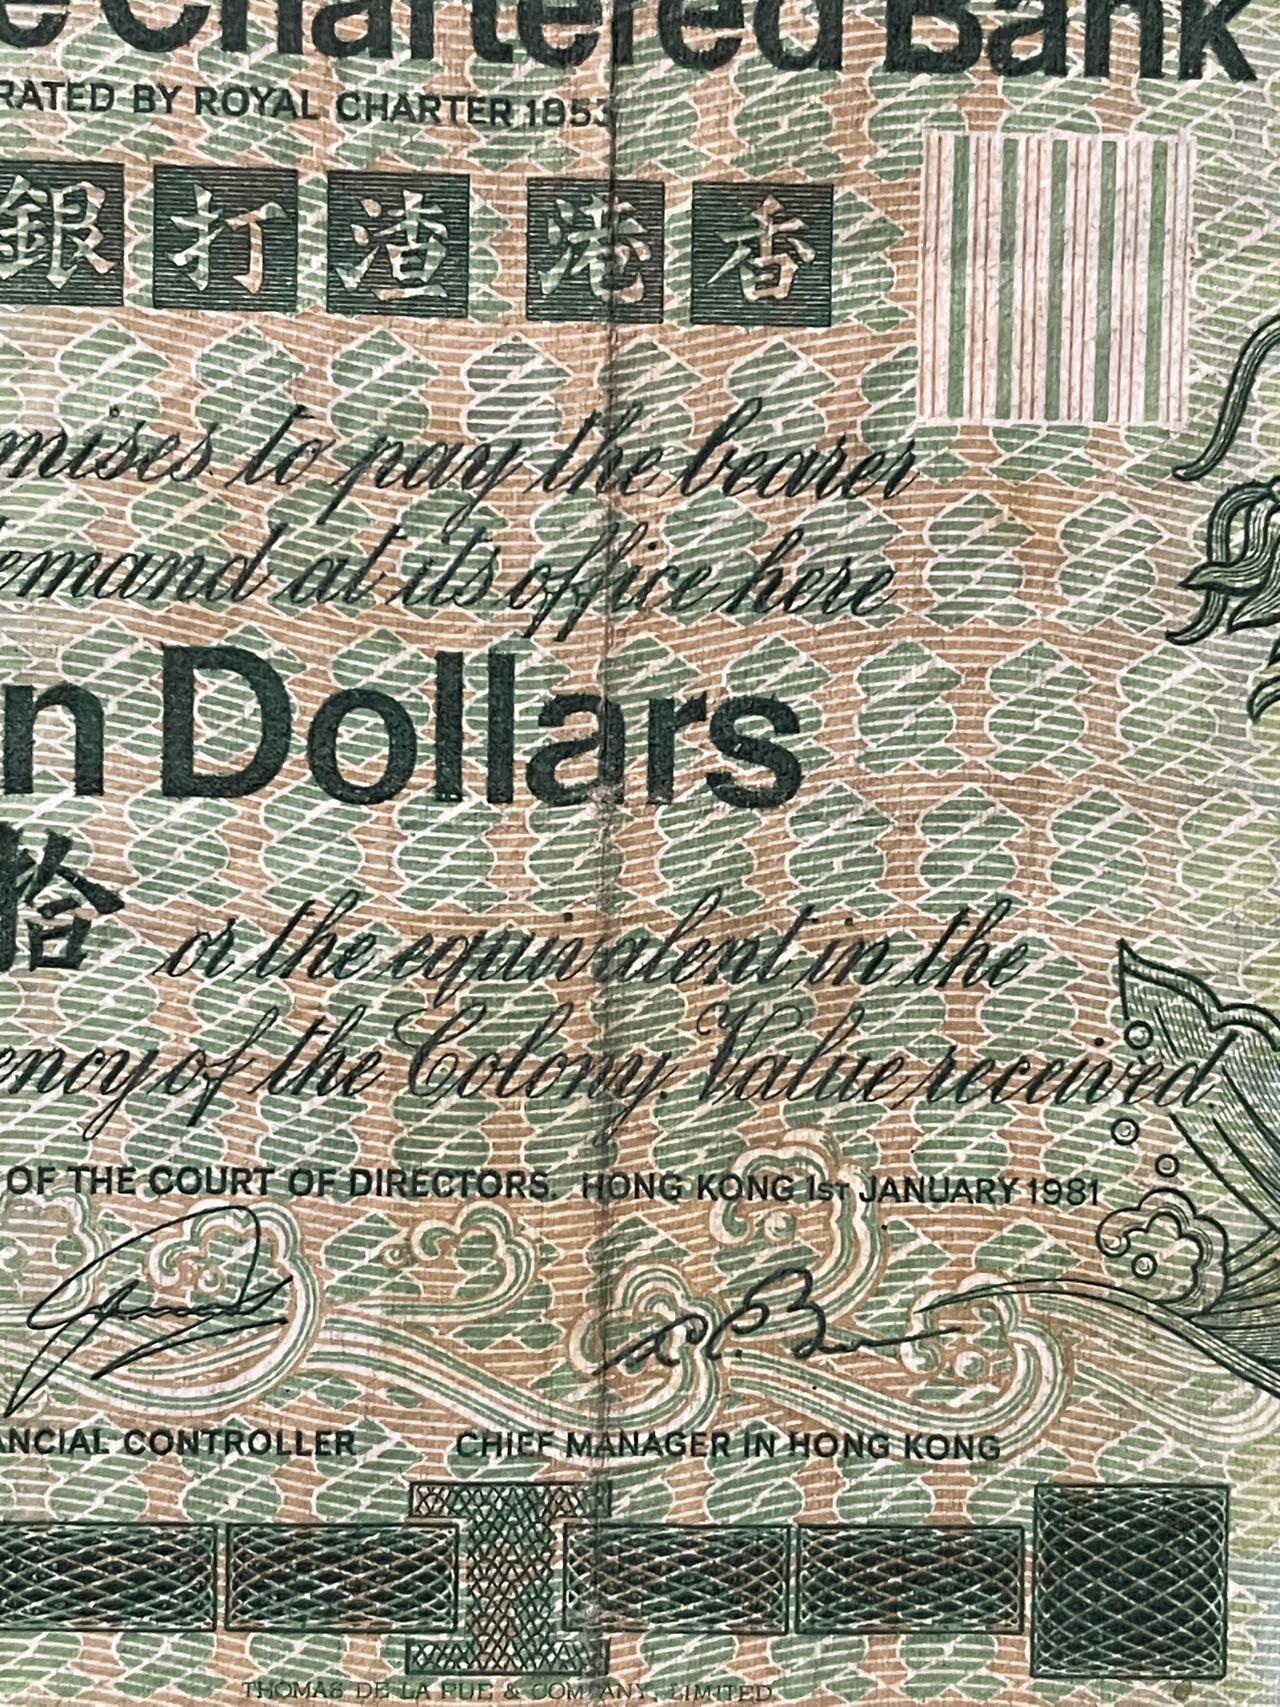 e Chartered Bank
RATED BY ROYAL CHARTER 1853
銀打渣港香
mises to pay the bearer
emand at its office here
n Dollars
拾 or the equivalent in the
ency of the Colony. Value received.
OF THE COURT OF DIRECTORS. HONG KONG 1ST JANUARY 1981
ANCIAL CONTROLLER CHIEF MANAGER IN HONG KONG
THOMAS DE LA RUE & COMPANY, LIMITED